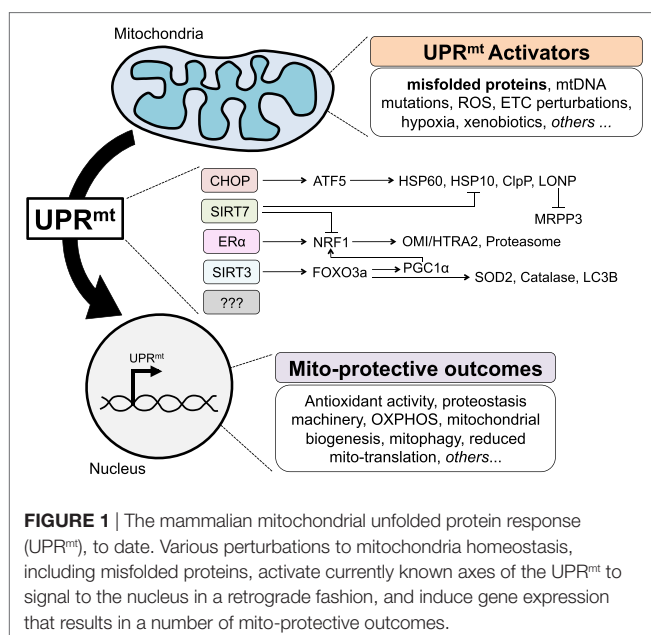 Mitochondria
UPRmt Activators
misfolded proteins, mtDNA
mutations, ROS, ETC perturbations,
hypoxia, xenobiotics, others ...
UPRmt
CHOP ATF5 HSP60, HSP10, ClpP, LONP
SIRT7 MRPP3
ERα NRF1 OMI/HTRA2, Proteasome
SIRT3 FOXO3a PGC1α SOD2, Catalase, LC3B
???
UPRmt
Nucleus
Mito-protective outcomes
Antioxidant activity, proteostasis
machinery, OXPHOS, mitochondrial
biogenesis, mitophagy, reduced
mito-translation, others...
FIGURE 1 | The mammalian mitochondrial unfolded protein response
(UPRmt), to date. Various perturbations to mitochondria homeostasis,
including misfolded proteins, activate currently known axes of the UPRmt to
signal to the nucleus in a retrograde fashion, and induce gene expression
that results in a number of mito-protective outcomes.